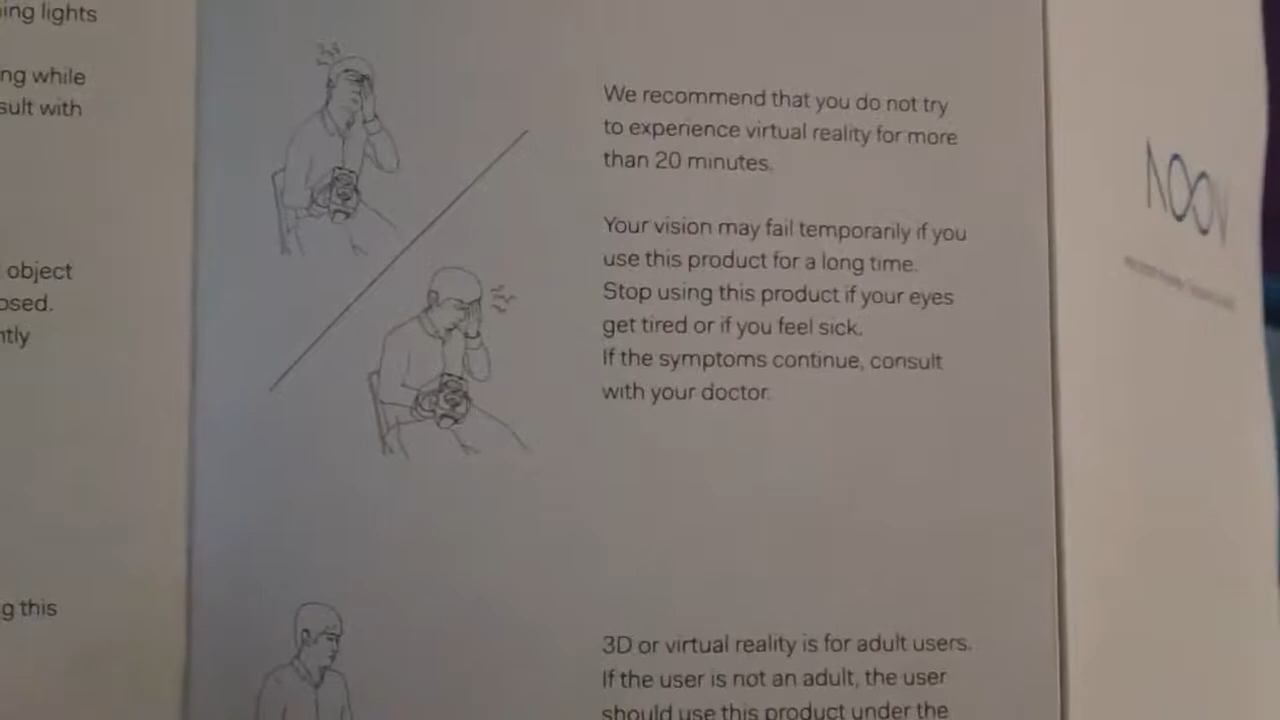 ing lights
ng while
sult with
object
osed.
ntly
g this
We recommend that you do not try
to experience virtual reality for more
than 20 minutes.
Your vision may fail temporarily if you
use this product for a long time.
Stop using this product if your eyes
get tired or if you feel sick.
If the symptoms continue, consult
with your doctor.
3D or virtual reality is for adult users.
If the user is not an adult, the user
should use this product under the
NOON